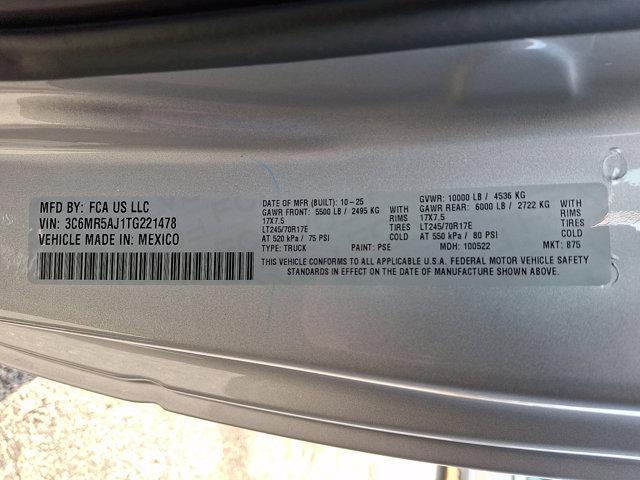 MFD BY: FCA US LLC
VIN: 3C6MR5AJ1TG221478
VEHICLE MADE IN: MEXICO
DATE OF MFR (BUILT): 10-25
GAWR FRONT: 5500 LB / 2495 KG WITH
17X7.5 RIMS
LT245/70R17E TIRES
AT 520 kPa / 75 PSI COLD
TYPE: TRUCK PAINT: PSE
GVWR: 10000 LB / 4536 KG
GAWR REAR: 6000 LB / 2722 KG WITH
17X7.5 RIMS
LT245/70R17E TIRES
AT 550 kPa / 80 PSI COLD
MDH: 100522 MKT: 875
THIS VEHICLE CONFORMS TO ALL APPLICABLE U.S.A. FEDERAL MOTOR VEHICLE SAFETY
STANDARDS IN EFFECT ON THE DATE OF MANUFACTURE SHOWN ABOVE.